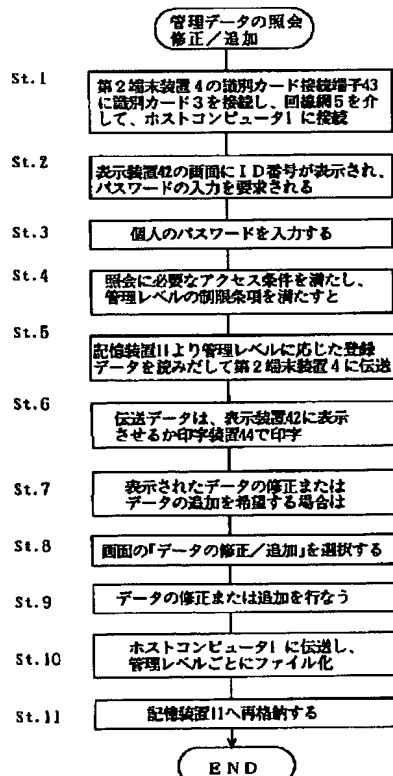 管理データの照会
修正/追加
St.1
第2端末装置4の識別カード接続端子43
に識別カード3を接続し、回線網5を介
して、ホストコンピュータ1に接続
St.2
表示装置42の画面にID番号が表示され、
パスワードの入力を要求される
St.3
個人のパスワードを入力する
St.4
照会に必要なアクセス条件を満たし、
管理レベルの制限条項を満たすと
St.5
記憶装置11より管理レベルに応じた登録
データを読みだして第2端末装置4に伝送
St.6
伝送データは、表示装置42に表示
させるか印字装置44で印字
St.7
表示されたデータの修正または
データの追加を希望する場合は
St.8
画面の「データの修正/追加」を選択する
St.9
データの修正または追加を行なう
St.10
ホストコンピュータ1に伝送し、
管理レベルごとにファイル化
St.11
記憶装置11へ再格納する
END